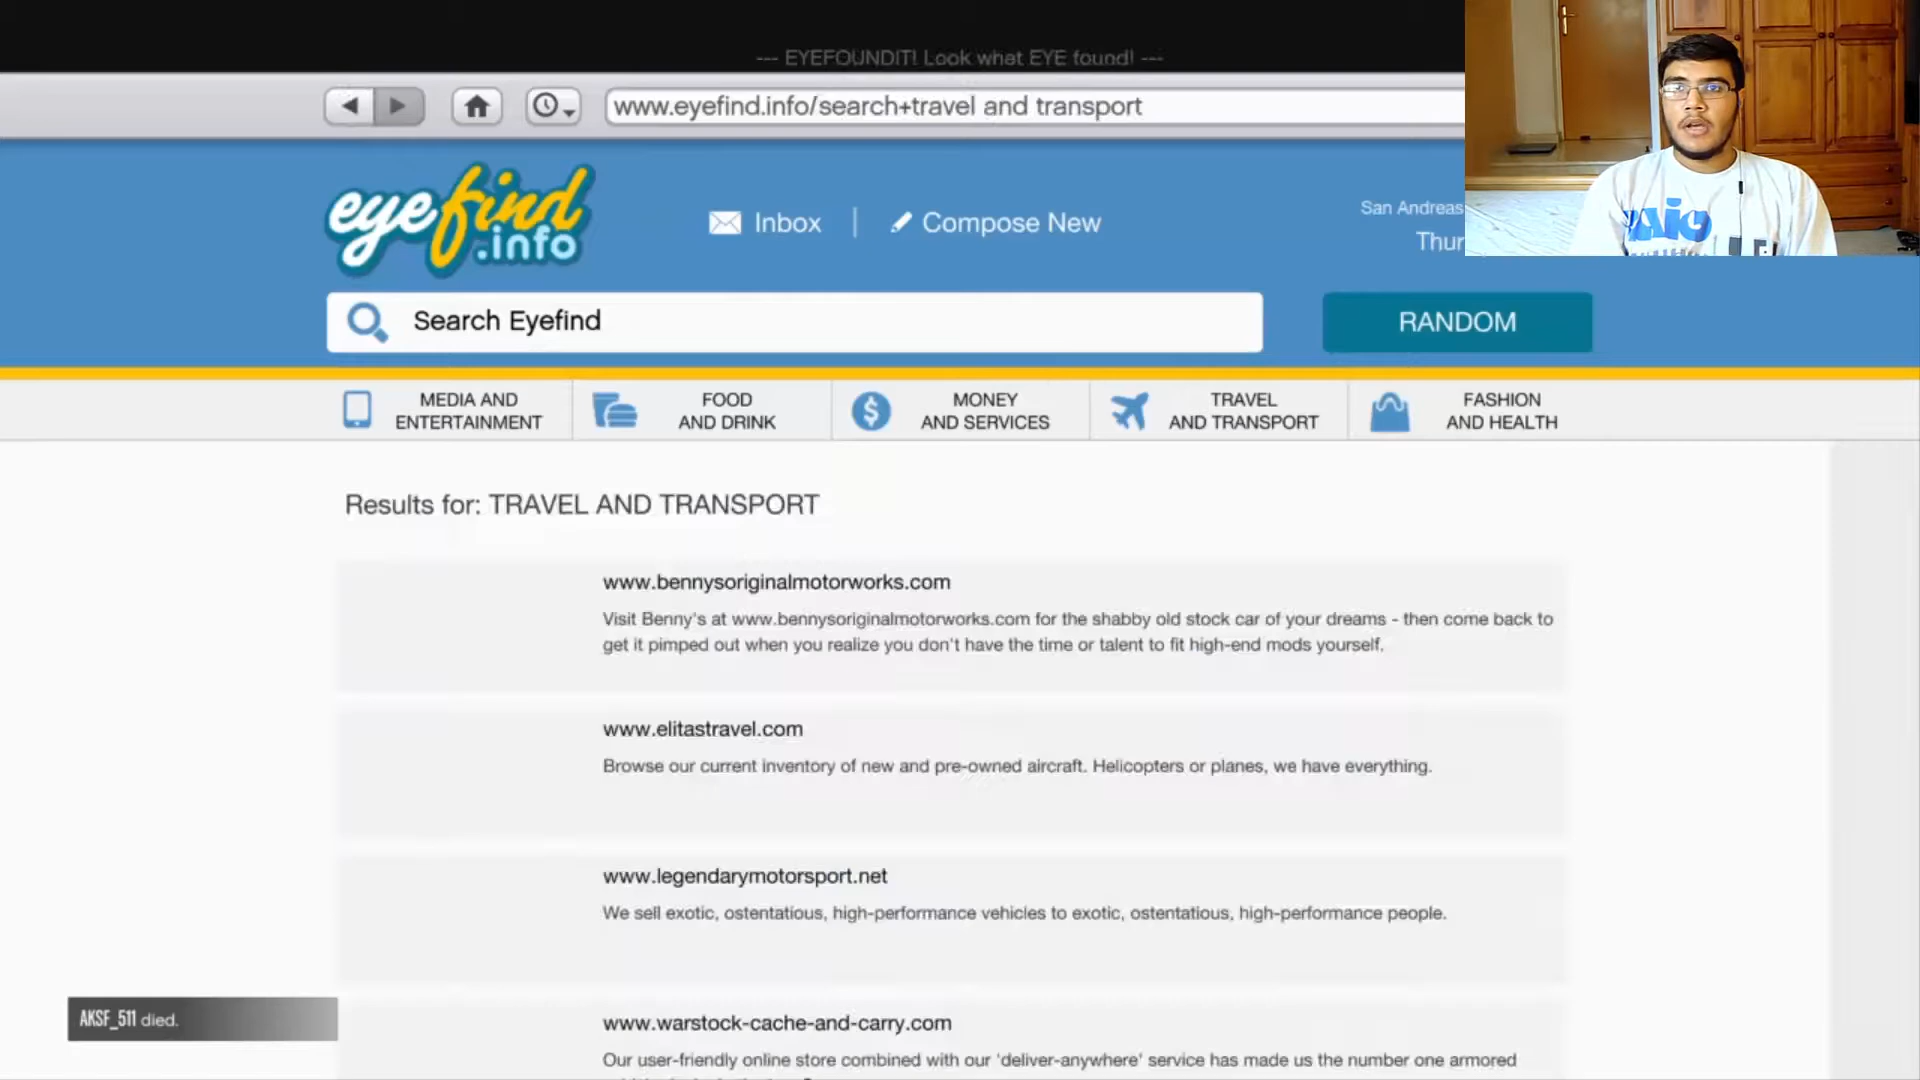 --- EYEFOUNDIT! Look what EYE found! ---
www.eyefind.info/search+travel and transport
eyefind
.info
Inbox | Compose New
San Andreas
Thur
Search Eyefind
RANDOM
MEDIA AND
ENTERTAINMENT
FOOD
AND DRINK
MONEY
AND SERVICES
TRAVEL
AND TRANSPORT
FASHION
AND HEALTH
Results for: TRAVEL AND TRANSPORT
www.bennysoriginalmotorworks.com
Visit Benny's at www.bennysoriginalmotorworks.com for the shabby old stock car of your dreams - then come back to
get it pimped out when you realize you don't have the time or talent to fit high-end mods yourself.
www.elitastravel.com
Browse our current inventory of new and pre-owned aircraft. Helicopters or planes, we have everything.
www.legendarymotorsport.net
We sell exotic, ostentatious, high-performance vehicles to exotic, ostentatious, high-performance people.
AKSF_511 died.
www.warstock-cache-and-carry.com
Our user-friendly online store combined with our 'deliver-anywhere' service has made us the number one armored